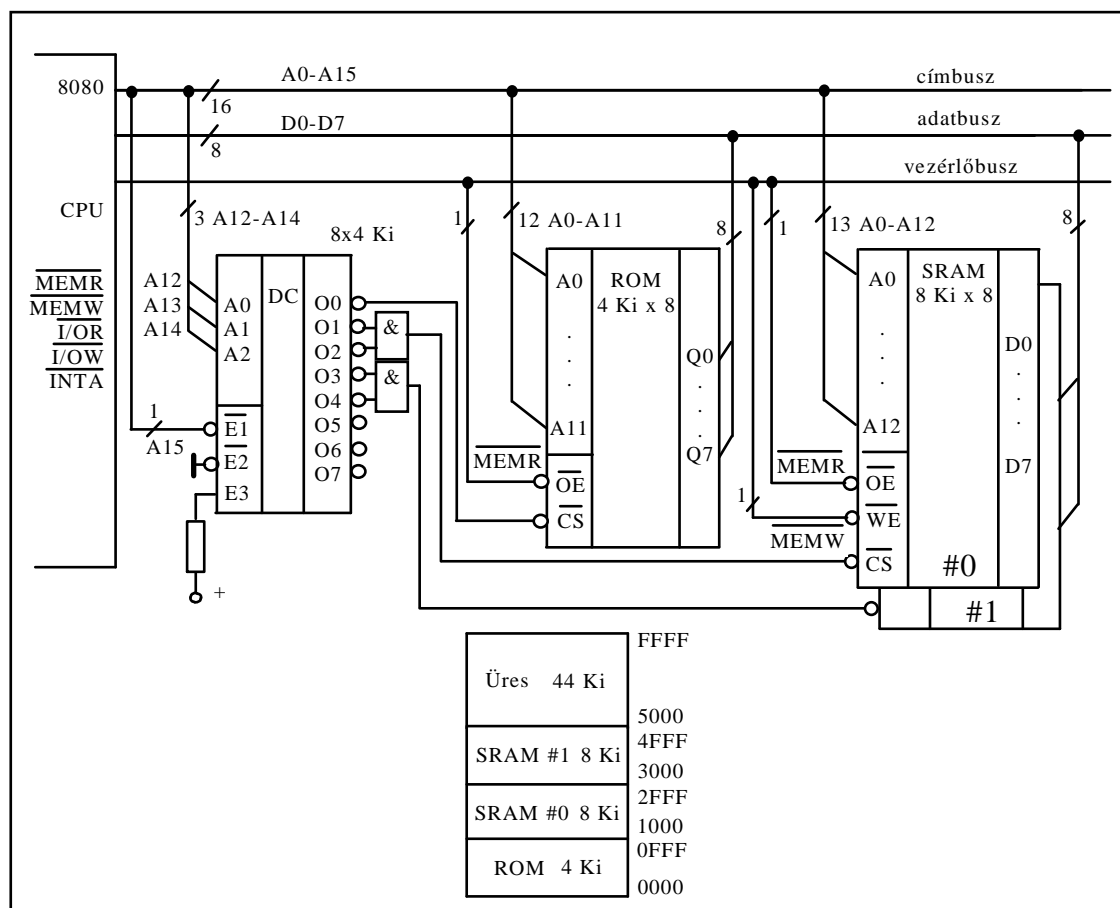 8080
A0-A15
16
címbusz
D0-D7
8
adatbusz
vezérlőbusz
CPU
3 A12-A14
8x4 Ki
1
12 A0-A11
8
1
13 A0-A12
8
MEMR
MEMW
I/OR
I/OW
INTA
A12
A13
A14
A0
A1
A2
DC
O0
O1
O2
O3
O4
O5
O6
O7
&
&
1
A15
E1
E2
E3
+
A0
.
.
.
.
A11
ROM
4 Ki x 8
Q0
.
.
.
Q7
MEMR
OE
CS
A0
.
.
.
.
A12
SRAM
8 Ki x 8
D0
.
.
.
.
D7
MEMR
OE
1
WE
MEMW
CS
#0
#1
FFFF
Üres 44 Ki
5000
4FFF
SRAM #1 8 Ki
3000
2FFF
SRAM #0 8 Ki
1000
0FFF
ROM 4 Ki
0000